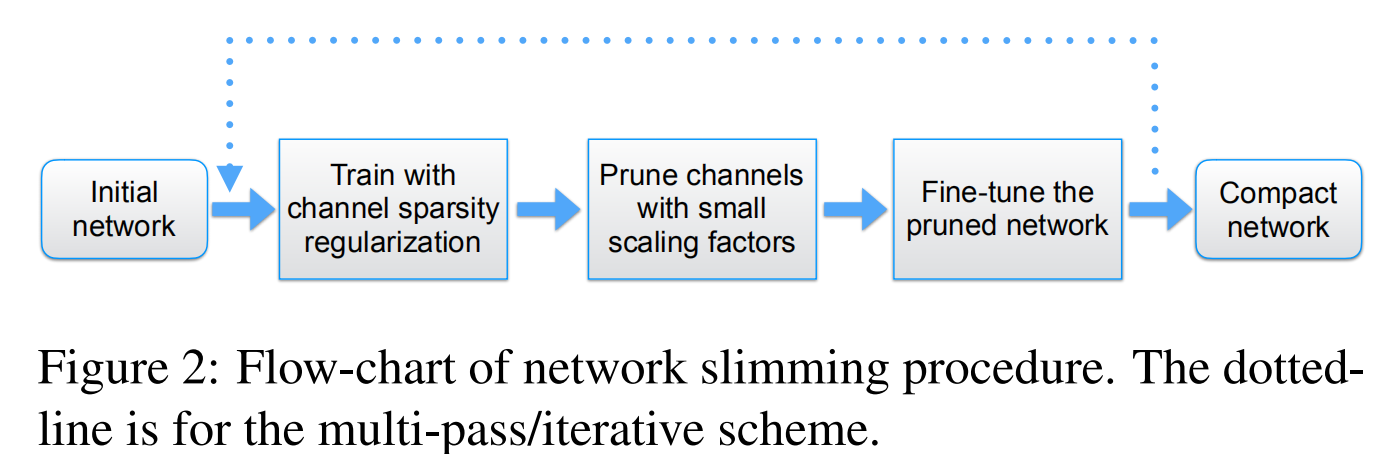 Initial
network
Train with
channel sparsity
regularization
Prune channels
with small
scaling factors
Fine-tune the
pruned network
Compact
network
Figure 2: Flow-chart of network slimming procedure. The dotted-
line is for the multi-pass/iterative scheme.